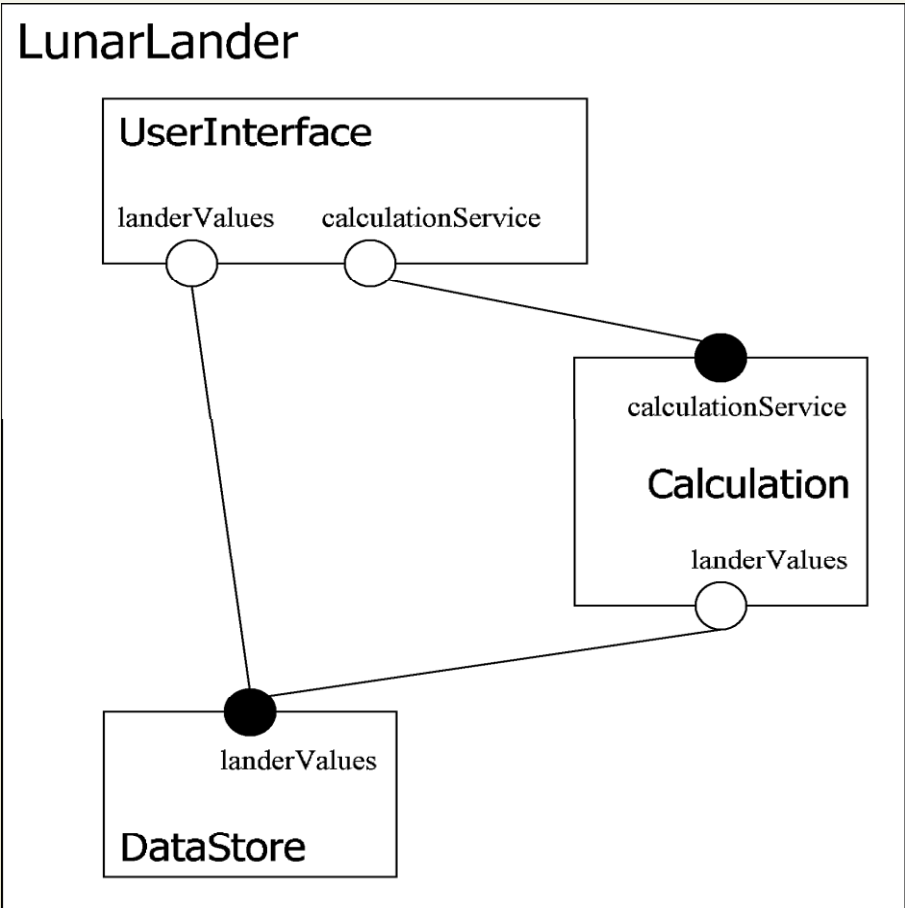 LunarLander
UserInterface
landerValues calculationService
calculationService
Calculation
landerValues
landerValues
DataStore